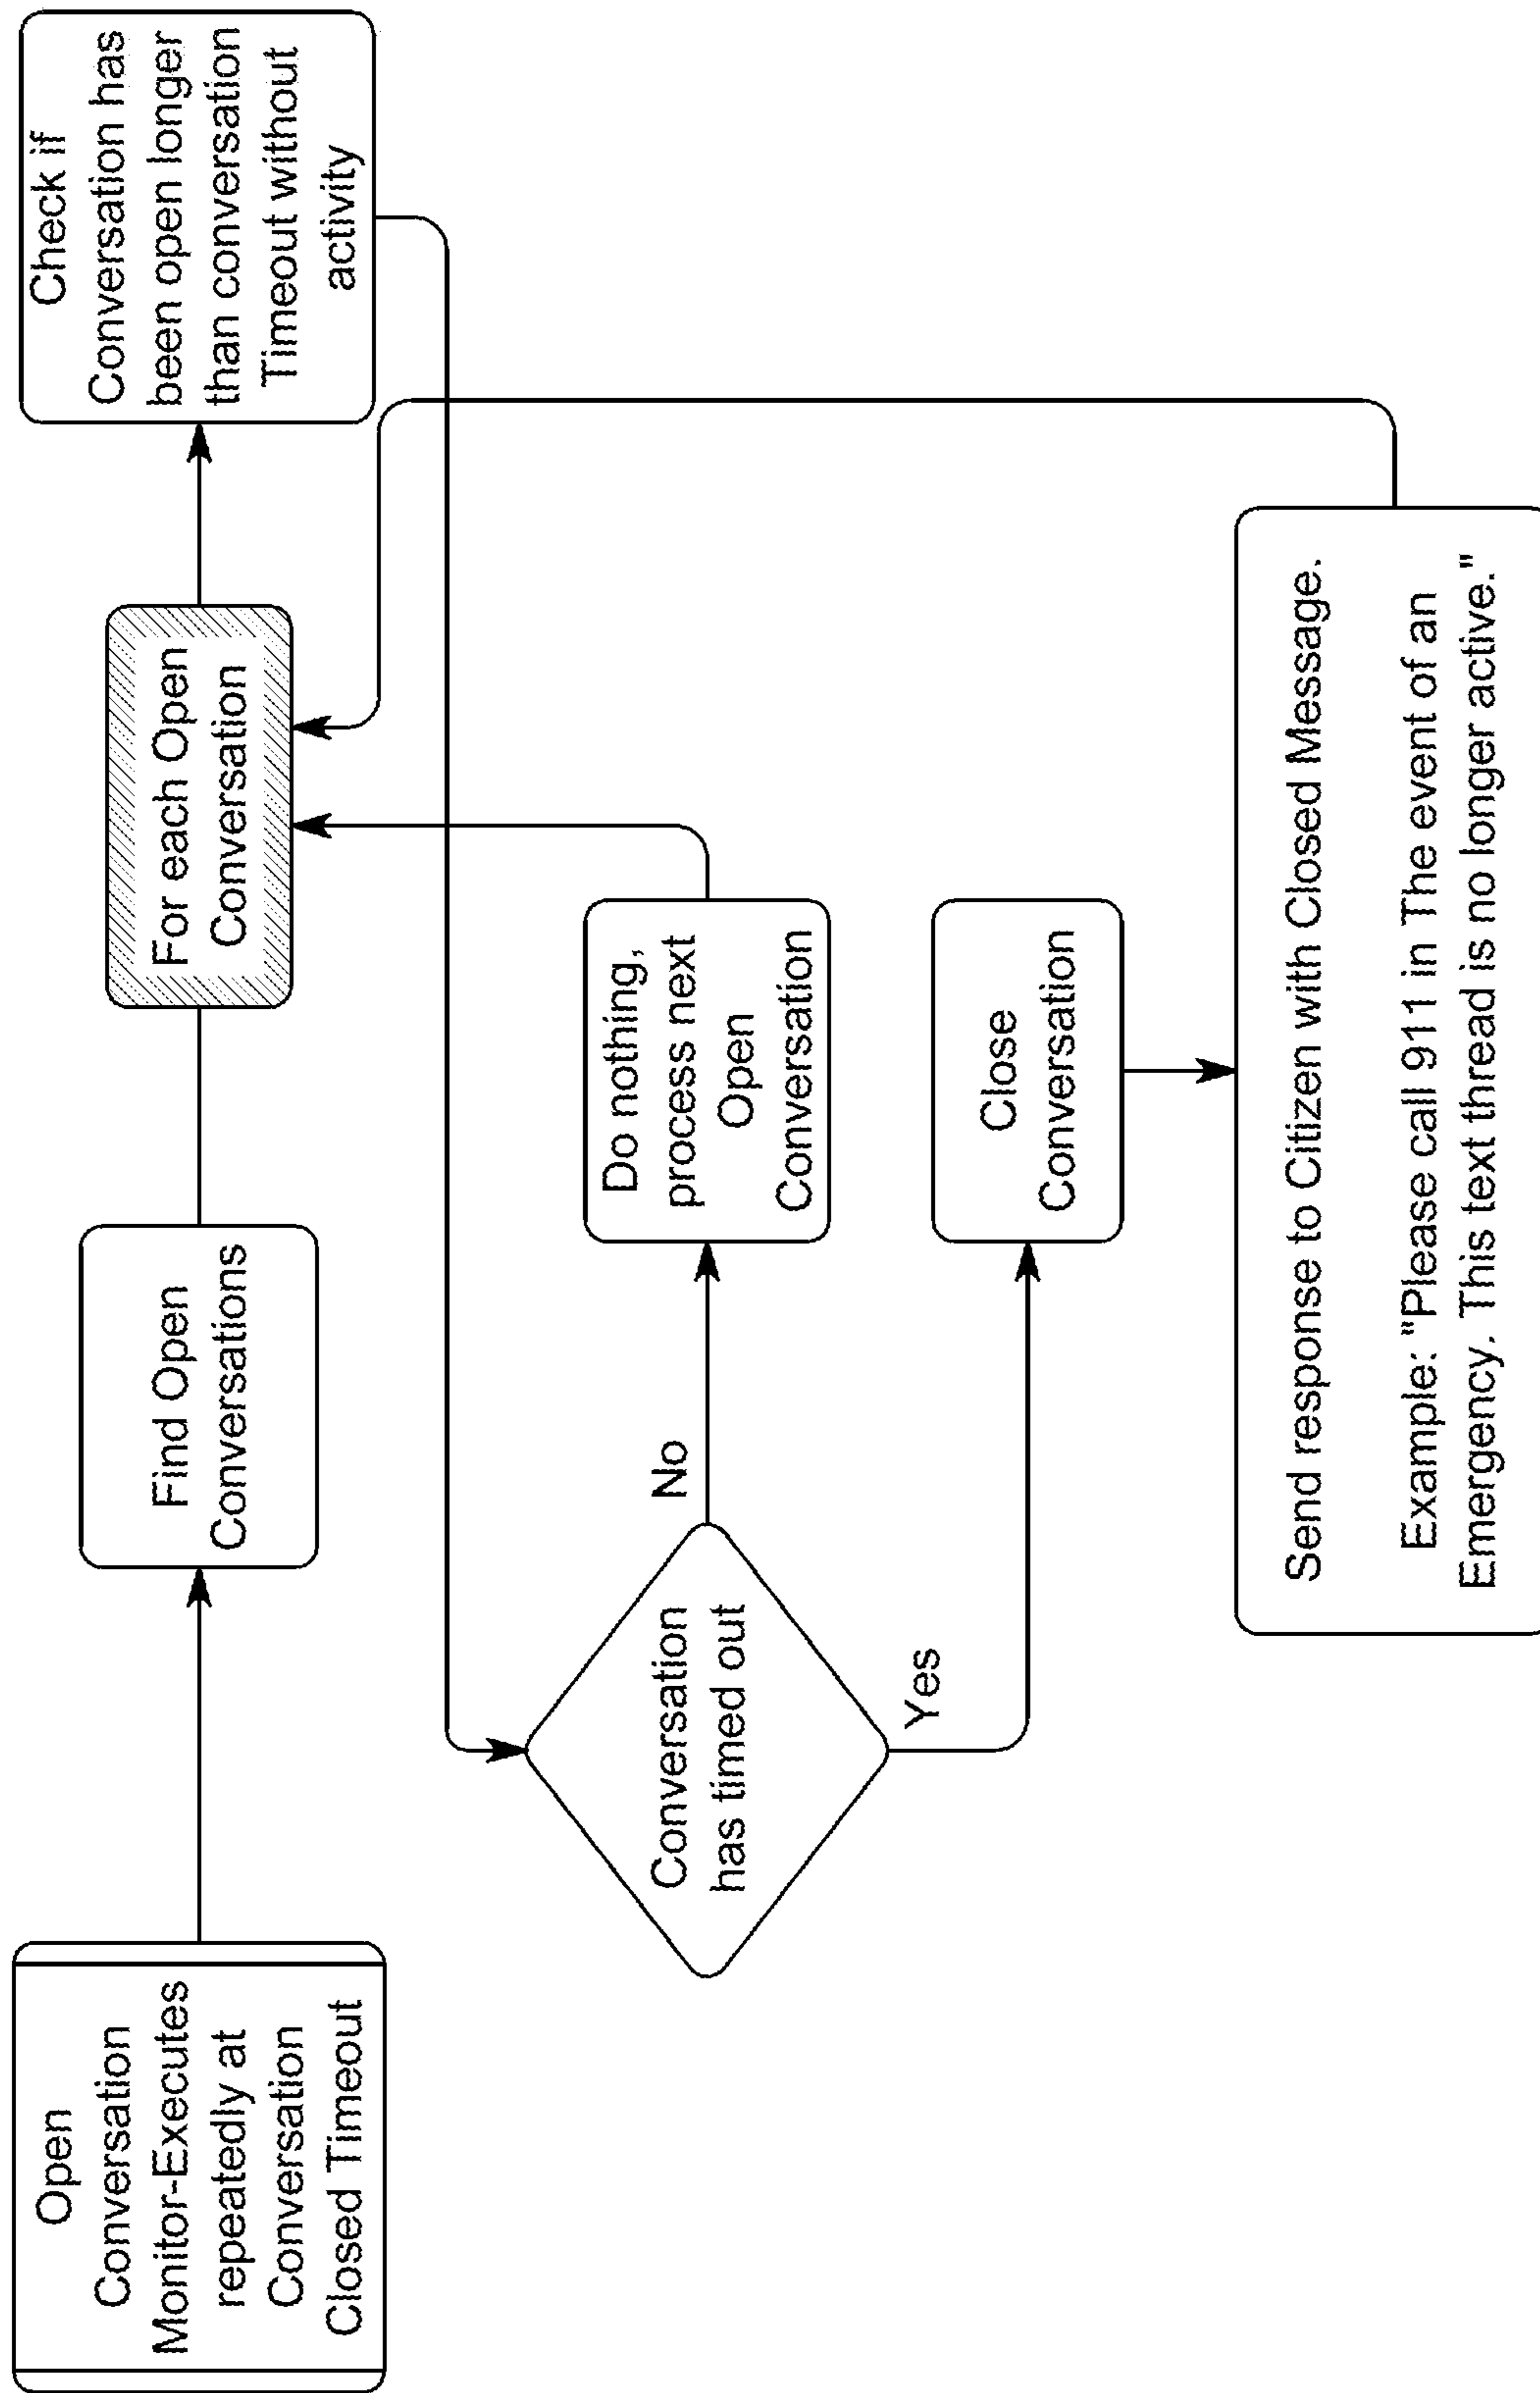 Open
Conversation
Monitor-Executes
repeatedly at
Conversation
Closed Timeout
Find Open
Conversations
For each Open
Conversation
Check if
Conversation has
been open longer
than conversation
Timeout without
activity
Conversation
has timed out
No
Do nothing,
process next
Open
Conversation
Yes
Close
Conversation
Send response to Citizen with Closed Message.
Example: "Please call 911 in The event of an
Emergency. This text thread is no longer active."